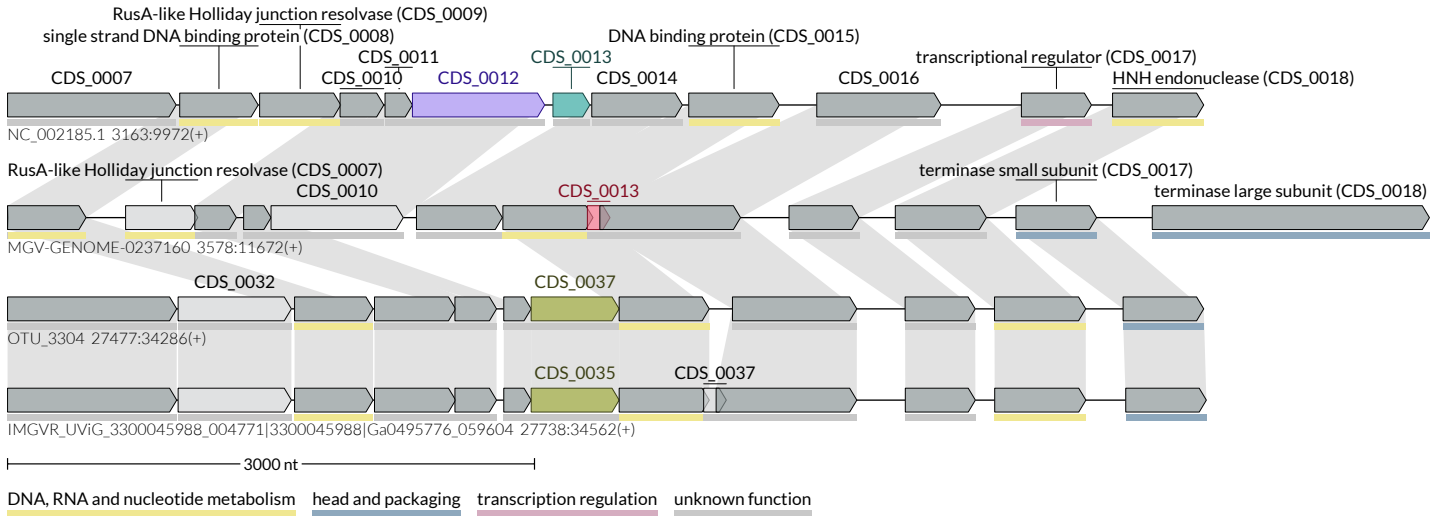 RusA-like Holliday junction resolvase (CDS_0009)
single strand DNA binding protein (CDS_0008)
DNA binding protein (CDS_0015)
CDS_0011
CDS_0013
transcriptional regulator (CDS_0017)
CDS_0007
CDS_0010
CDS_0012
CDS_0014
CDS_0016
HNH endonuclease (CDS_0018)
NC_002185.1 3163:9972(+)
RusA-like Holliday junction resolvase (CDS_0007)
terminase small subunit (CDS_0017)
CDS_0010
CDS_0013
terminase large subunit (CDS_0018)
MGV-GENOME-0237160 3578:11672(+)
CDS_0032
CDS_0037
OTU_3304 27477:34286(+)
CDS_0035
CDS_0037
IMGVR_UViG_3300045988_004771|3300045988|Ga0495776_059604 27738:34562(+)
3000 nt
DNA, RNA and nucleotide metabolism
head and packaging
transcription regulation
unknown function